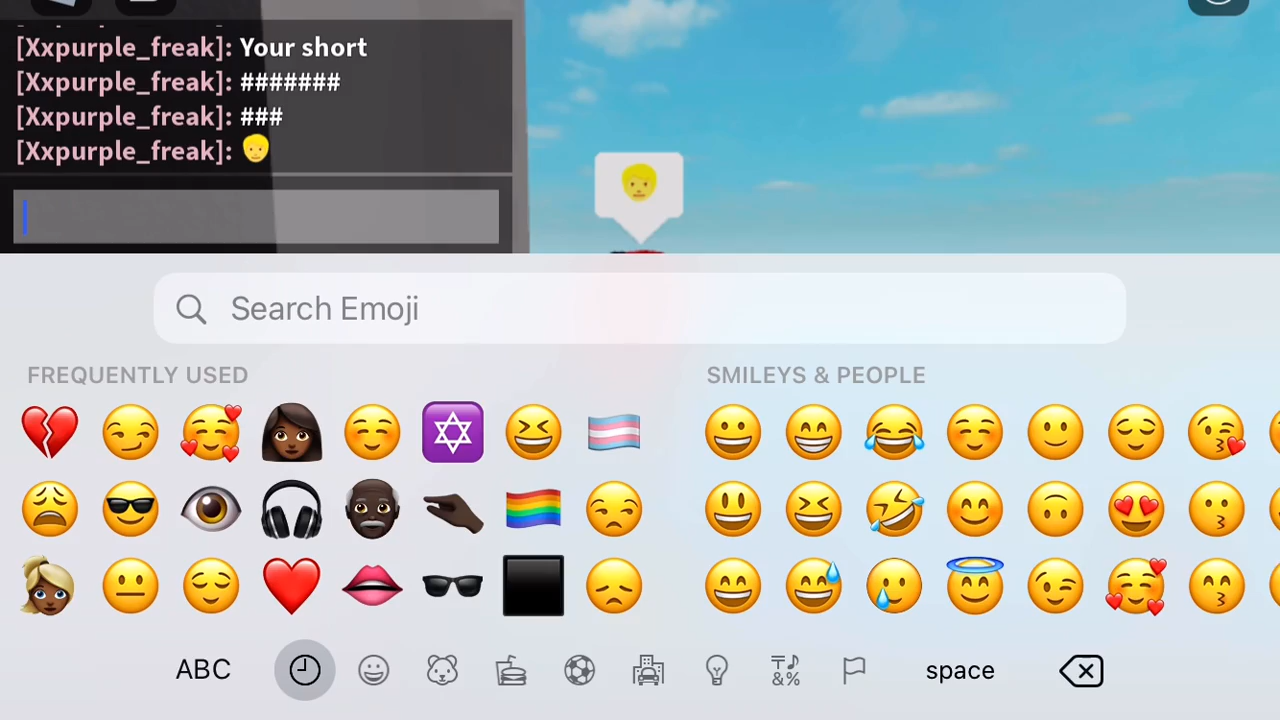 [Xxpurple_freak]: Your short
[Xxpurple_freak]: #######
[Xxpurple_freak]: ###
[Xxpurple_freak]: 👱
Search Emoji
FREQUENTLY USED
SMILEYS & PEOPLE
ABC
space